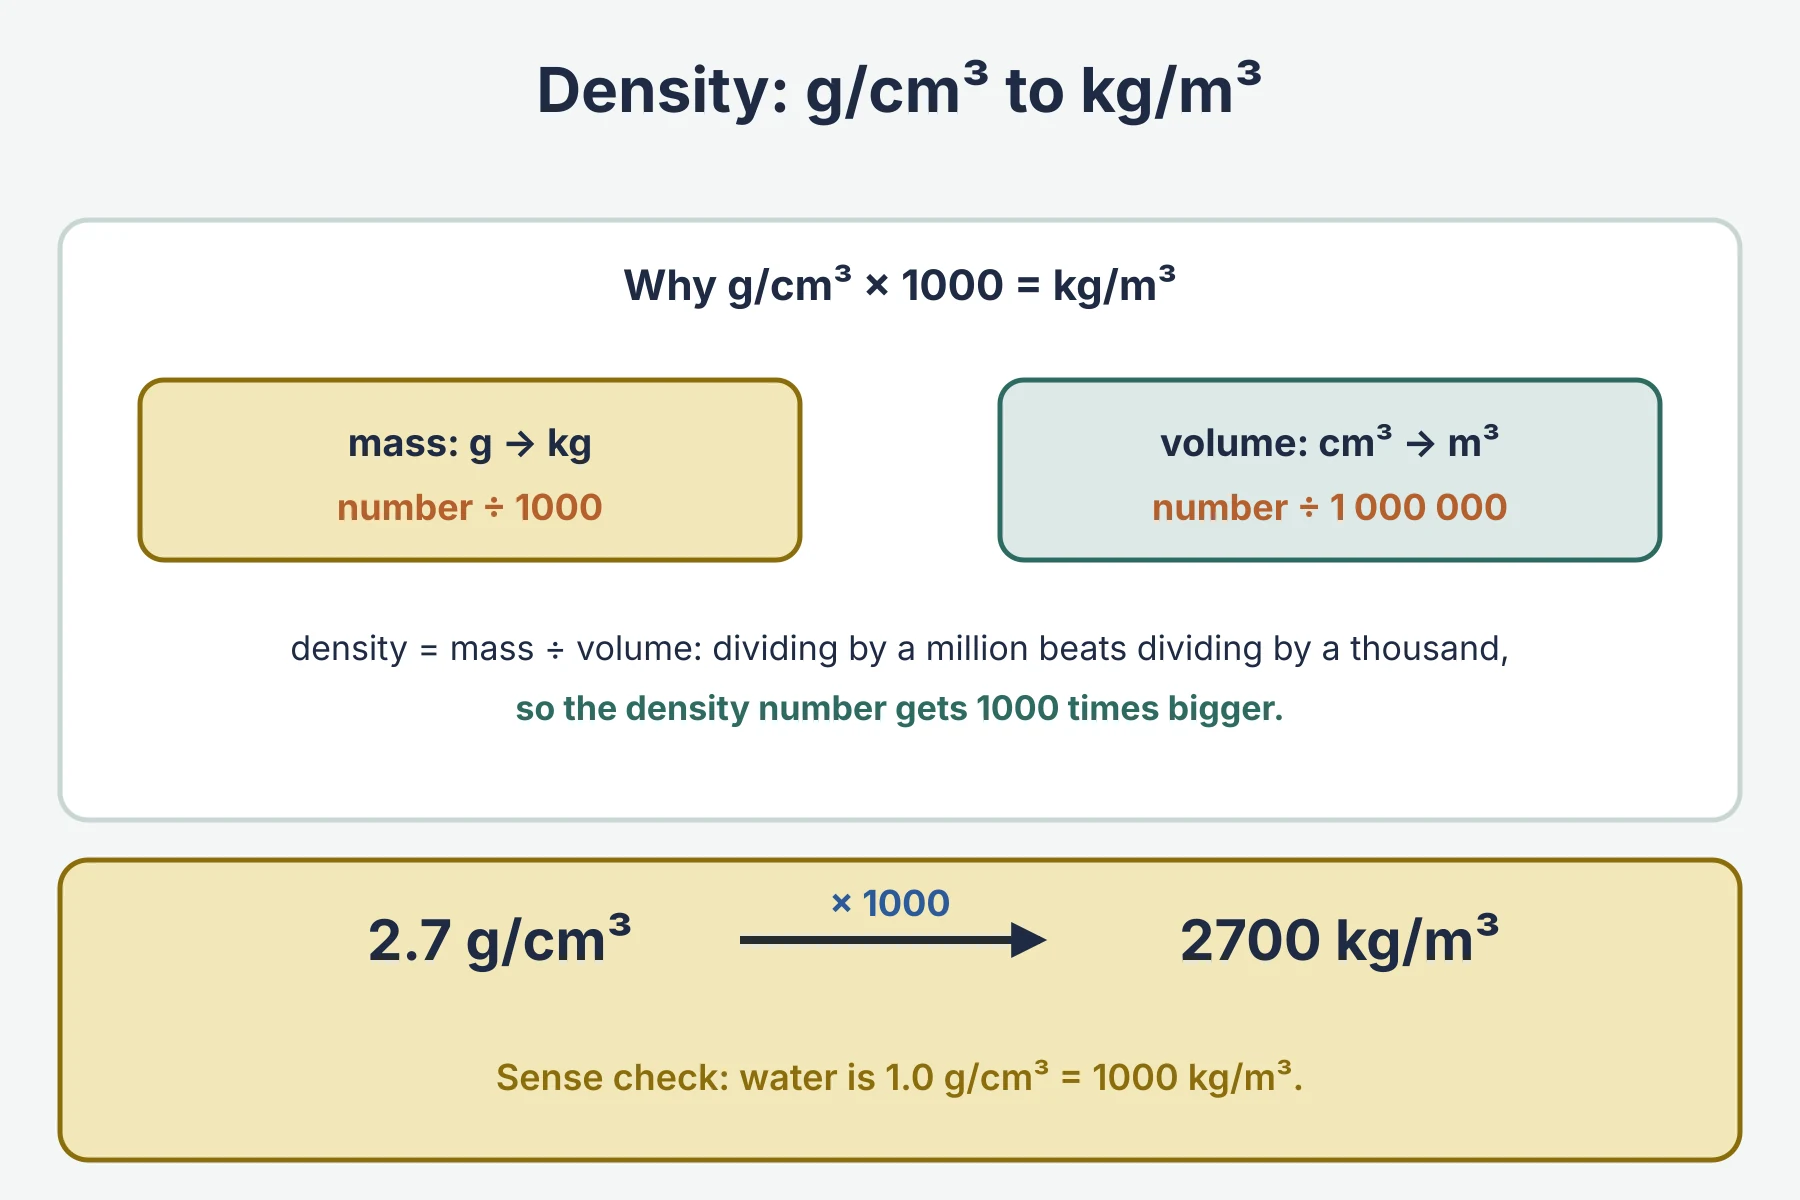 Density: g/cm³ to kg/m³
Why g/cm³ × 1000 = kg/m³
mass: g → kg
number ÷ 1000
volume: cm³ → m³
number ÷ 1 000 000
density = mass ÷ volume: dividing by a million beats dividing by a thousand,
so the density number gets 1000 times bigger.
× 1000
2.7 g/cm³
2700 kg/m³
Sense check: water is 1.0 g/cm³ = 1000 kg/m³.